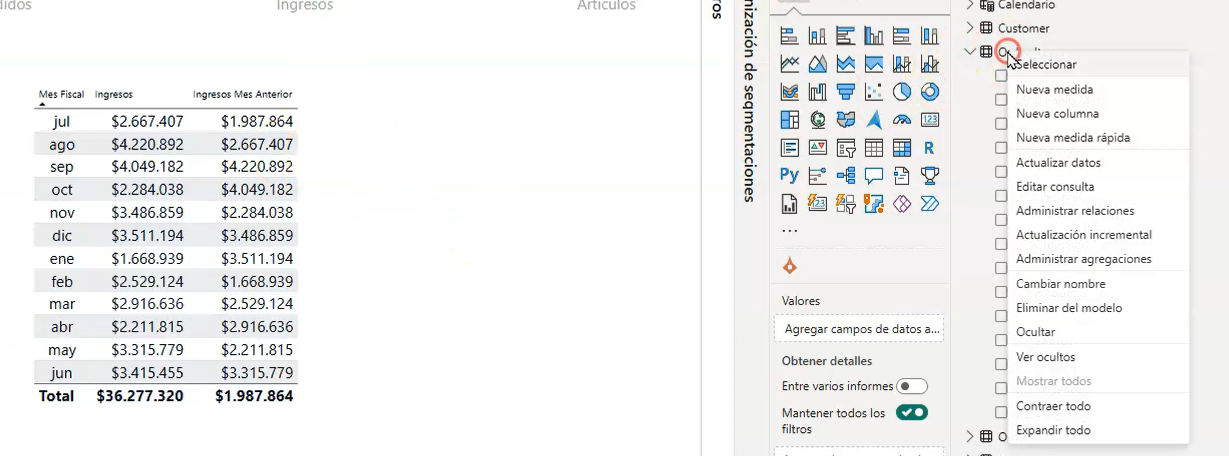 Ingresos
Artículos
Mes Fiscal Ingresos Ingresos Mes Anterior
jul $2.667.407 $1.987.864
ago $4.220.892 $2.667.407
sep $4.049.182 $4.220.892
oct $2.284.038 $4.049.182
nov $3.486.859 $2.284.038
dic $3.511.194 $3.486.859
ene $1.668.939 $3.511.194
feb $2.529.124 $1.668.939
mar $2.916.636 $2.529.124
abr $2.211.815 $2.916.636
may $3.315.779 $2.211.815
jun $3.415.455 $3.315.779
Total $36.277.320 $1.987.864
de segmentaciones
123
R
Py
123
...
Valores
Agregar campos de datos a...
Obtener detalles
Entre varios informes
Mantener todos los
filtros
Calendario
Customer
Seleccionar
Nueva medida
Nueva columna
Nueva medida rápida
Actualizar datos
Editar consulta
Administrar relaciones
Actualización incremental
Administrar agregaciones
Cambiar nombre
Eliminar del modelo
Ocultar
Ver ocultos
Mostrar todos
Contraer todo
Expandir todo